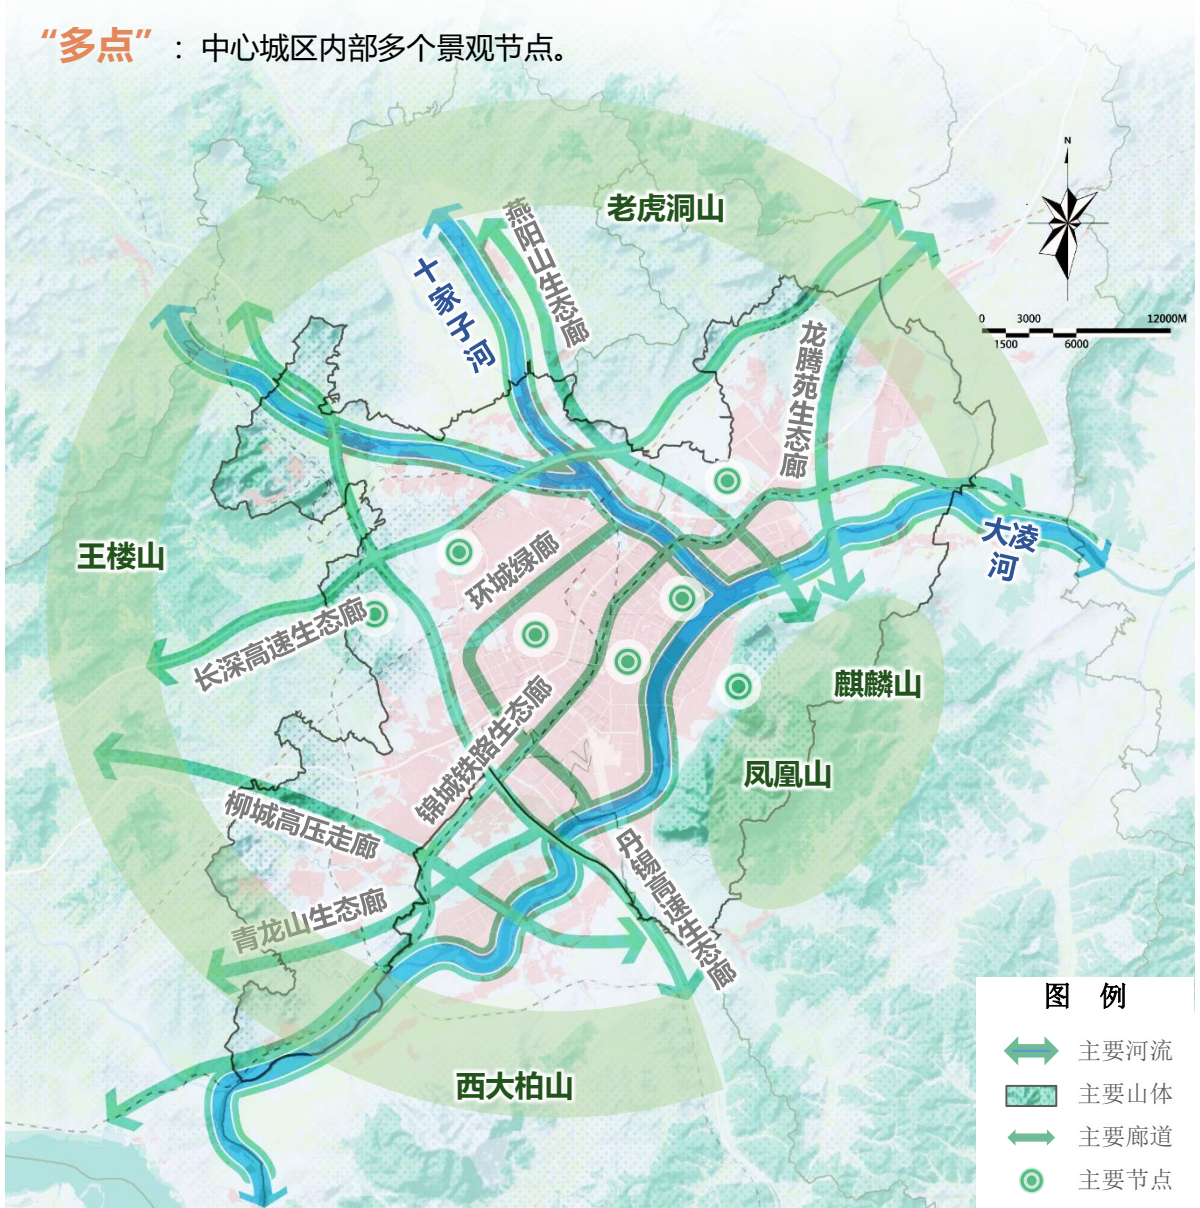 “多点”：中心城区内部多个景观节点。
N
老虎洞山
燕阳山生态廊
十家子河
0 3000 12000M
1500 6000
龙腾苑生态廊
大凌河
环城绿廊
王楼山
长深高速生态廊
麒麟山
锦城铁路生态廊
凤凰山
柳城高压走廊
丹锡高速生态廊
青龙山生态廊
西大柏山
图 例
主要河流
主要山体
主要廊道
主要节点